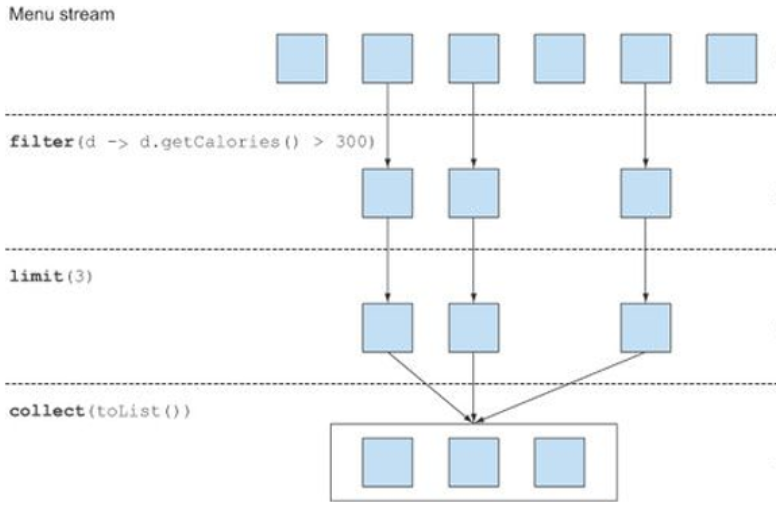 Menu stream
filter(d -> d.getCalories() > 300)
limit(3)
collect(toList())